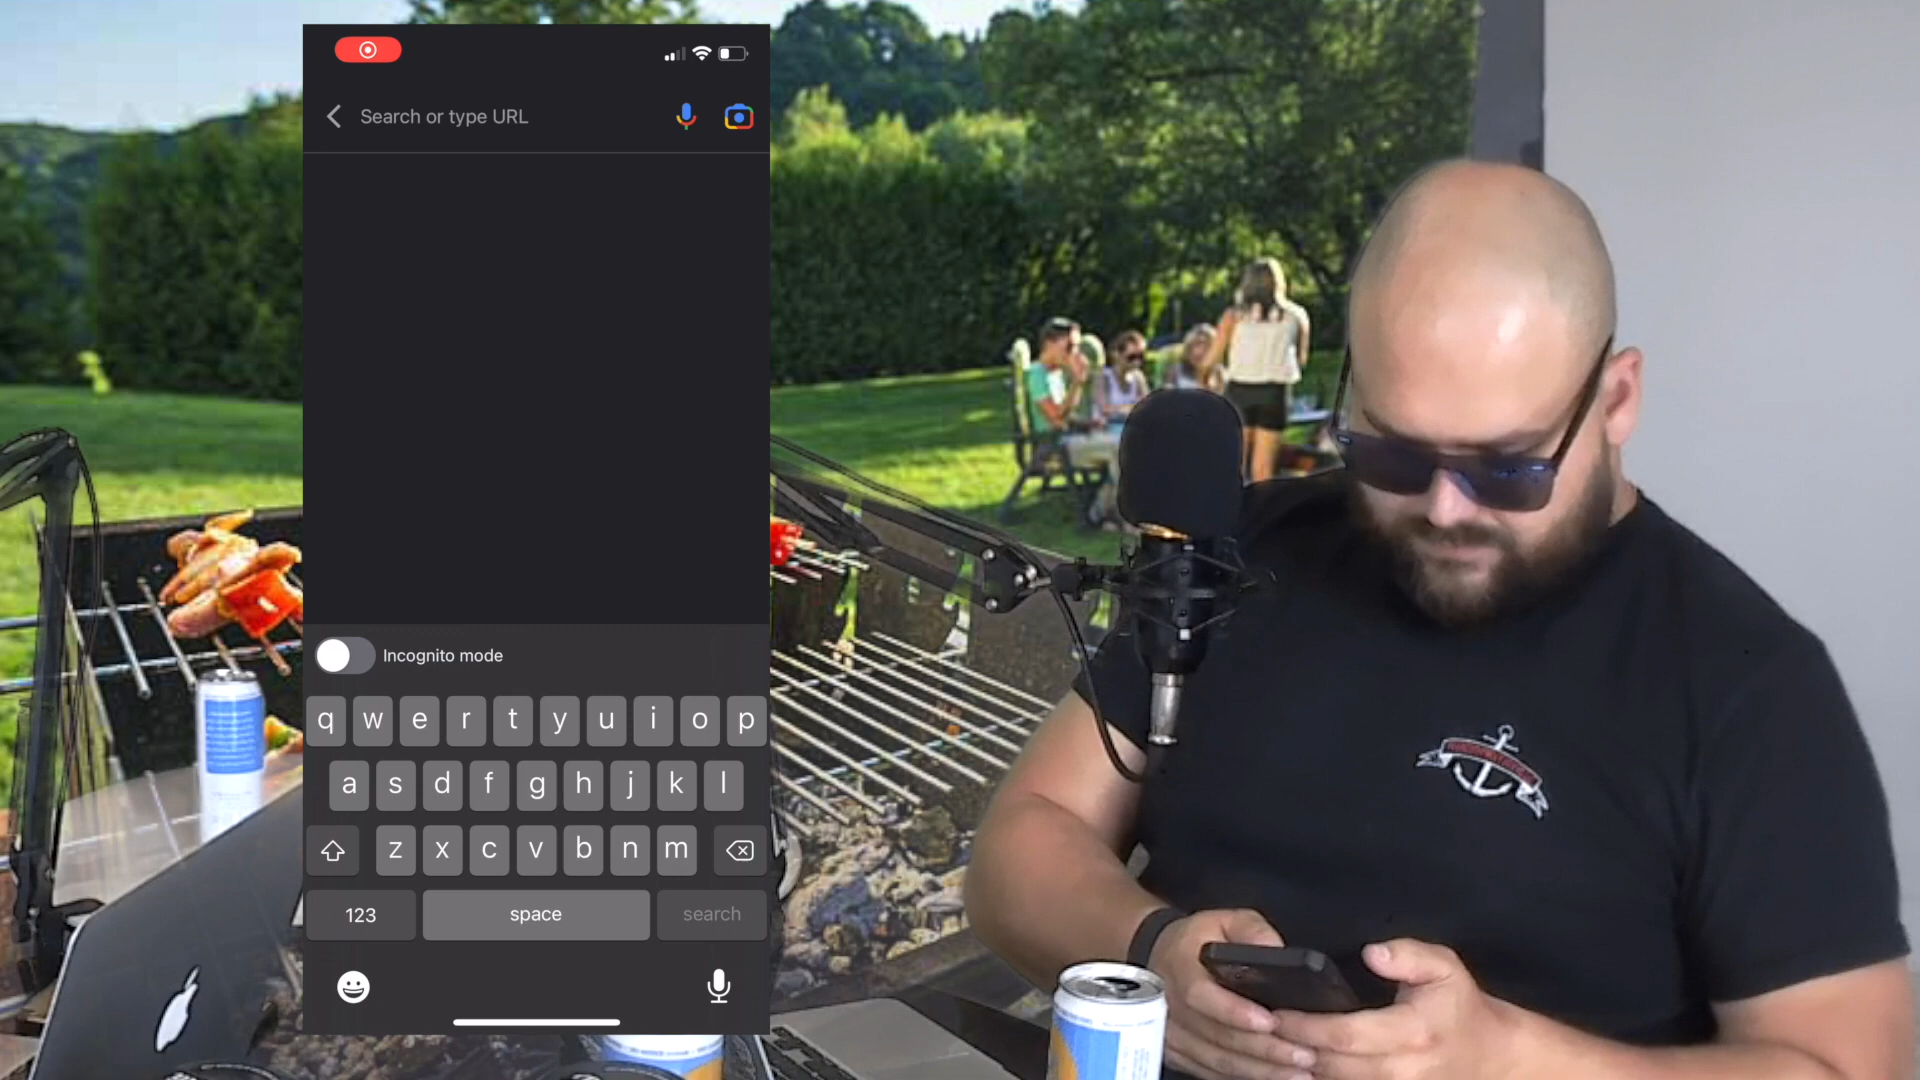 Search or type URL
Incognito mode
q w e r t y u i o p
a s d f g h j k l
z x c v b n m
123 space search